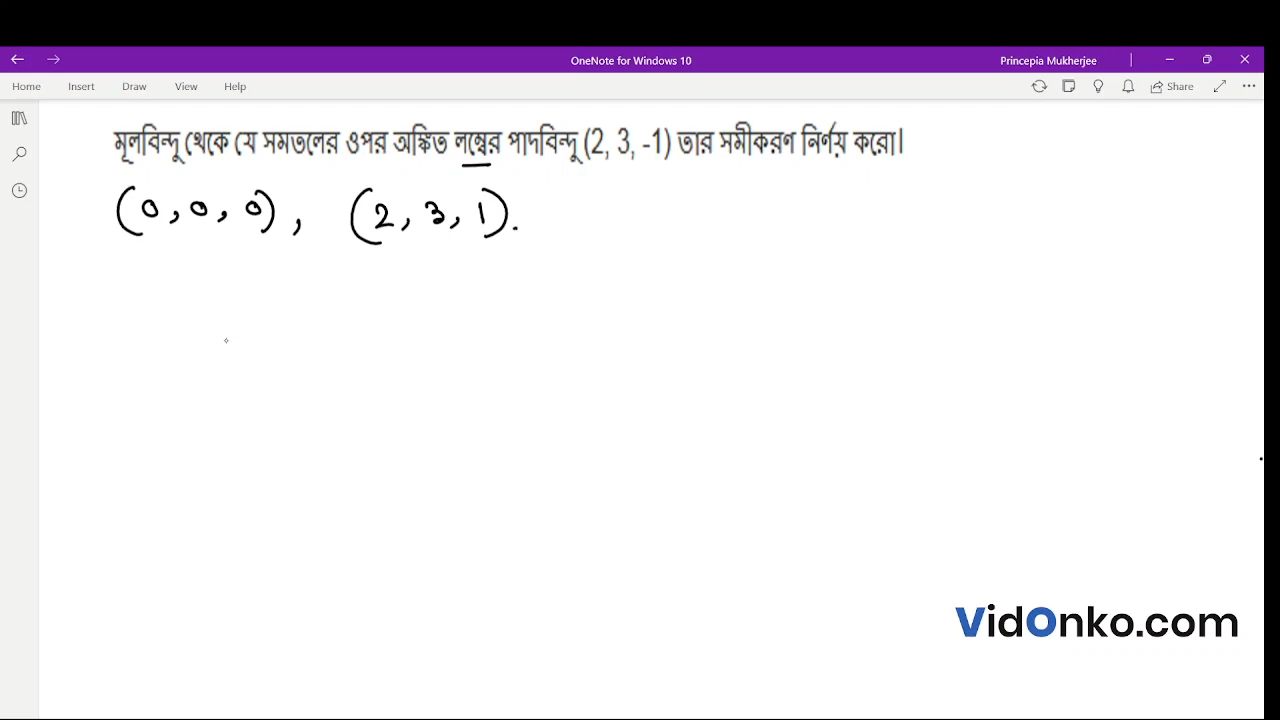 OneNote for Windows 10
Princepia Mukherjee
Home Insert Draw View Help
Share
মূলবিন্দু থেকে যে সমতলের ওপর অঙ্কিত লম্বের পাদবিন্দু (2, 3, -1) তার সমীকরণ নির্ণয় করো।
(0, 0, 0), (2, 3, 1).
VidOnko.com